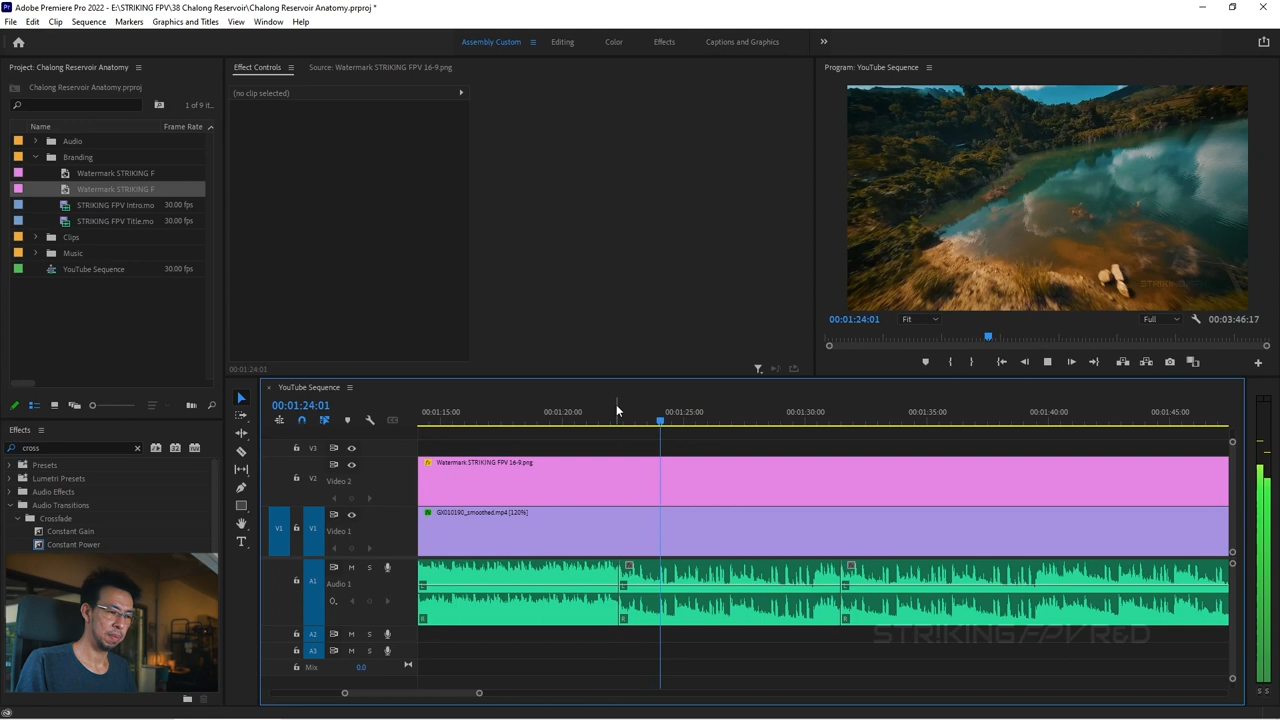 Adobe Premiere Pro 2022 - E:\STRIKING FPV\38 Chalong Reservoir\Chalong Reservoir Anatomy.prproj *
File Edit Clip Sequence Markers Graphics and Titles View Window Help
Assembly Custom Editing Color Effects Captions and Graphics
Project: Chalong Reservoir Anatomy
Chalong Reservoir Anatomy.prproj
1 of 9 it...
Name Frame Rate
Audio
Branding
Watermark STRIKING F
Watermark STRIKING F
STRIKING FPV Intro.mo 30.00 fps
STRIKING FPV Title.mo 30.00 fps
Clips
Music
YouTube Sequence 30.00 fps
Effect Controls Source: Watermark STRIKING FPV 16-9.png
(no clip selected)
00:01:24:01
Program: YouTube Sequence
00:01:24:01 Fit Full 00:03:46:17
Effects
cross
Presets
Lumetri Presets
Audio Effects
Audio Transitions
Crossfade
Constant Gain
Constant Power
YouTube Sequence
00:01:24:01
00:01:15:00 00:01:20:00 00:01:25:00 00:01:30:00 00:01:35:00 00:01:40:00 00:01:45:00
V3
V2 Video 2
Watermark STRIKING FPV 16-9.png
V1 V1 Video 1
GX010190_smoothed.mp4 [120%]
A1 M S
Audio 1
A2 M S
A3 M S
Mix 0.0
STRIKINGFPVRED
S S